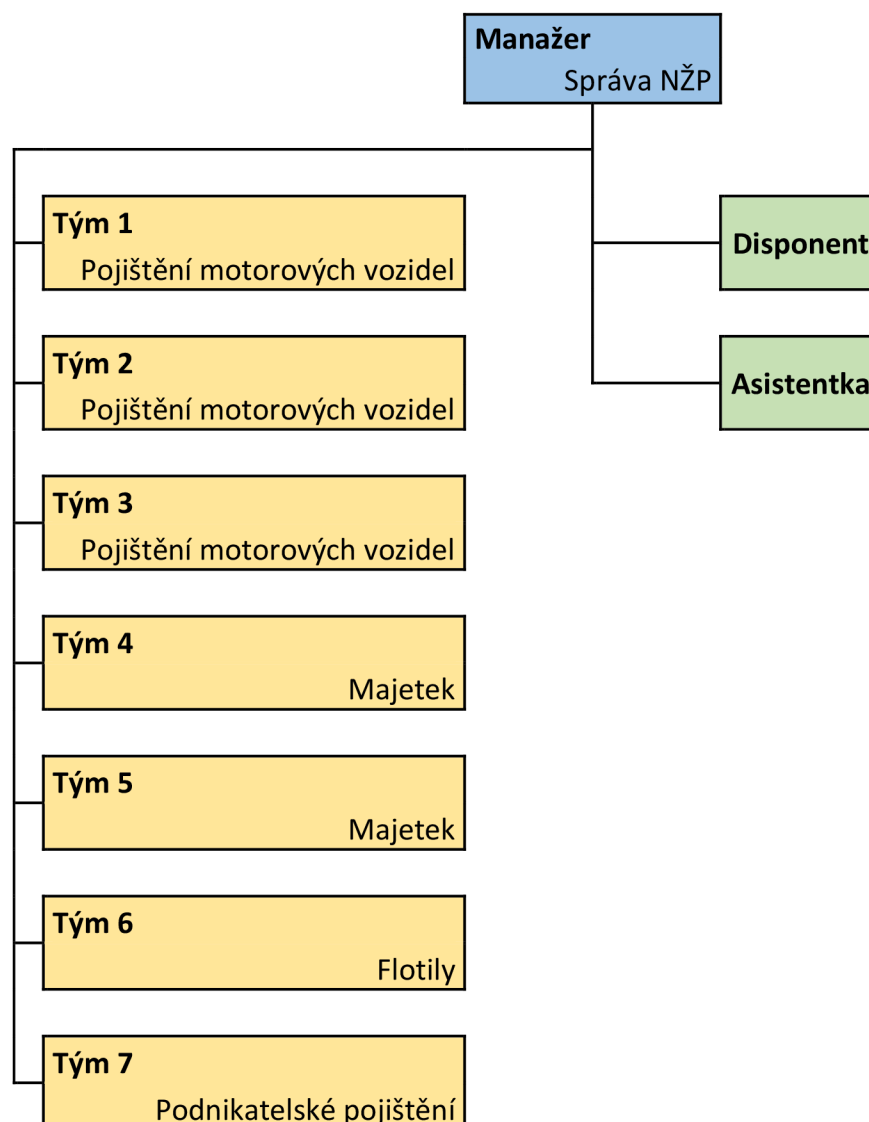 Manažer
Správa NŽP
Tým 1
Pojištění motorových vozidel
Disponent
Tým 2
Pojištění motorových vozidel
Asistentka
Tým 3
Pojištění motorových vozidel
Tým 4
Majetek
Tým 5
Majetek
Tým 6
Flotily
Tým 7
Podnikatelské pojištění